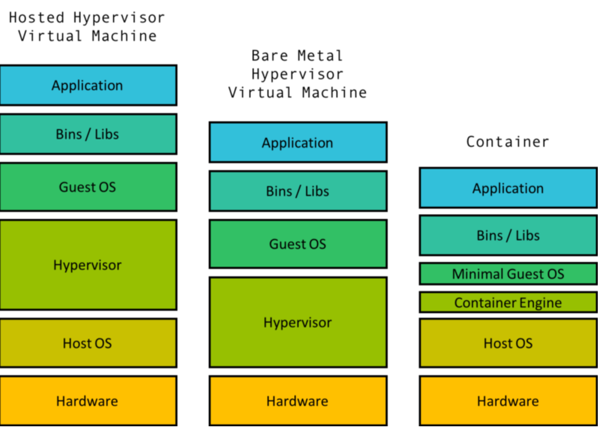 Hosted Hypervisor
Virtual Machine
Application
Bins / Libs
Guest OS
Hypervisor
Host OS
Hardware
Bare Metal
Hypervisor
Virtual Machine
Application
Bins / Libs
Guest OS
Hypervisor
Hardware
Container
Application
Bins / Libs
Minimal Guest OS
Container Engine
Host OS
Hardware